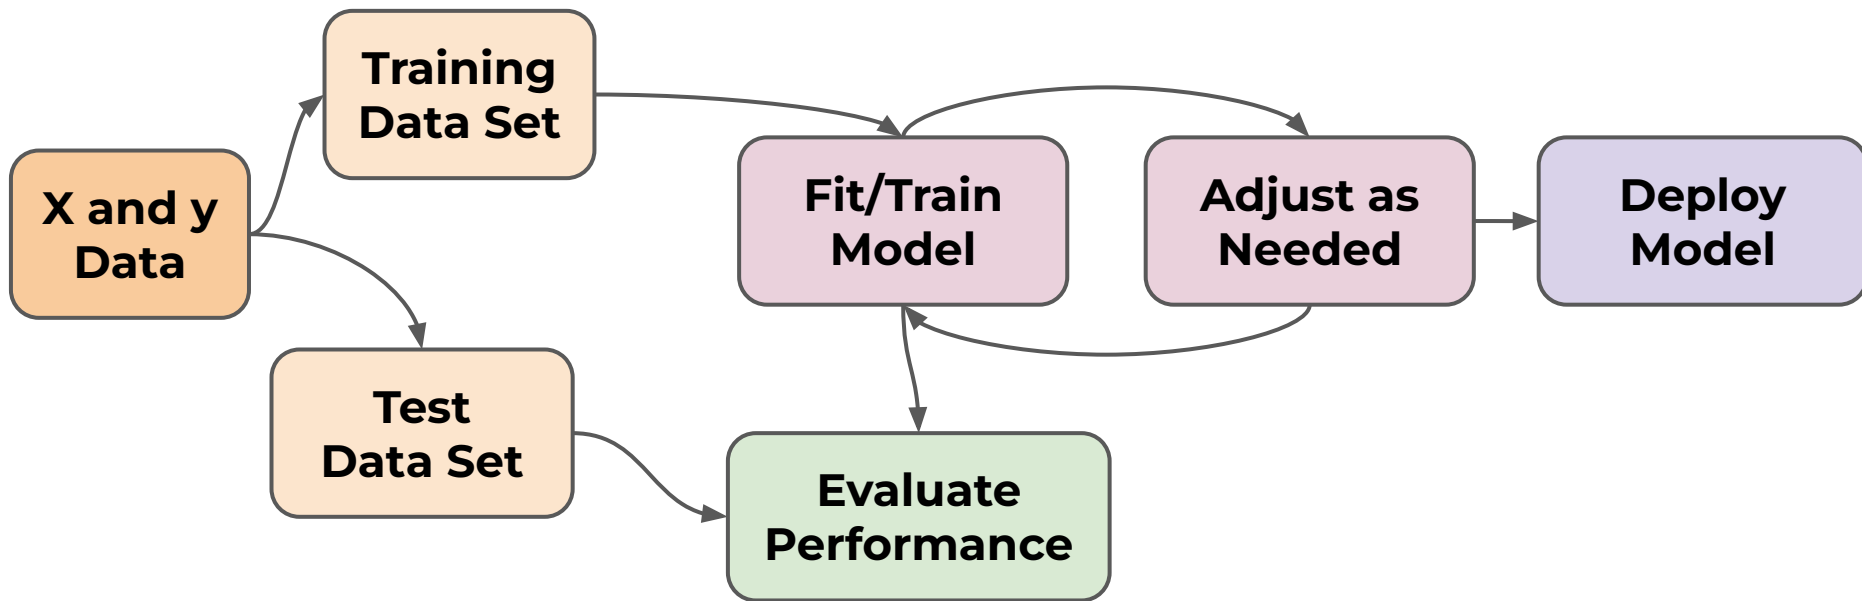 X and y
Data
Training
Data Set
Test
Data Set
Fit/Train
Model
Evaluate
Performance
Adjust as
Needed
Deploy
Model